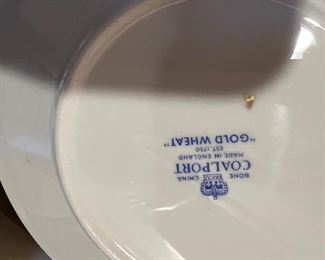 BONE CHINA
COALPORT
MADE IN ENGLAND
EST. 1750
"GOLD WHEAT"